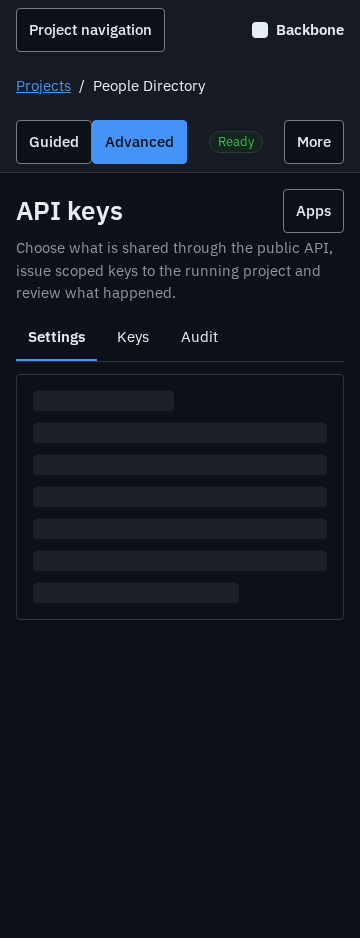 Project navigation
Backbone
Projects / People Directory
Guided
Advanced
Ready
More
API keys
Apps
Choose what is shared through the public API,
issue scoped keys to the running project and
review what happened.
Settings
Keys
Audit